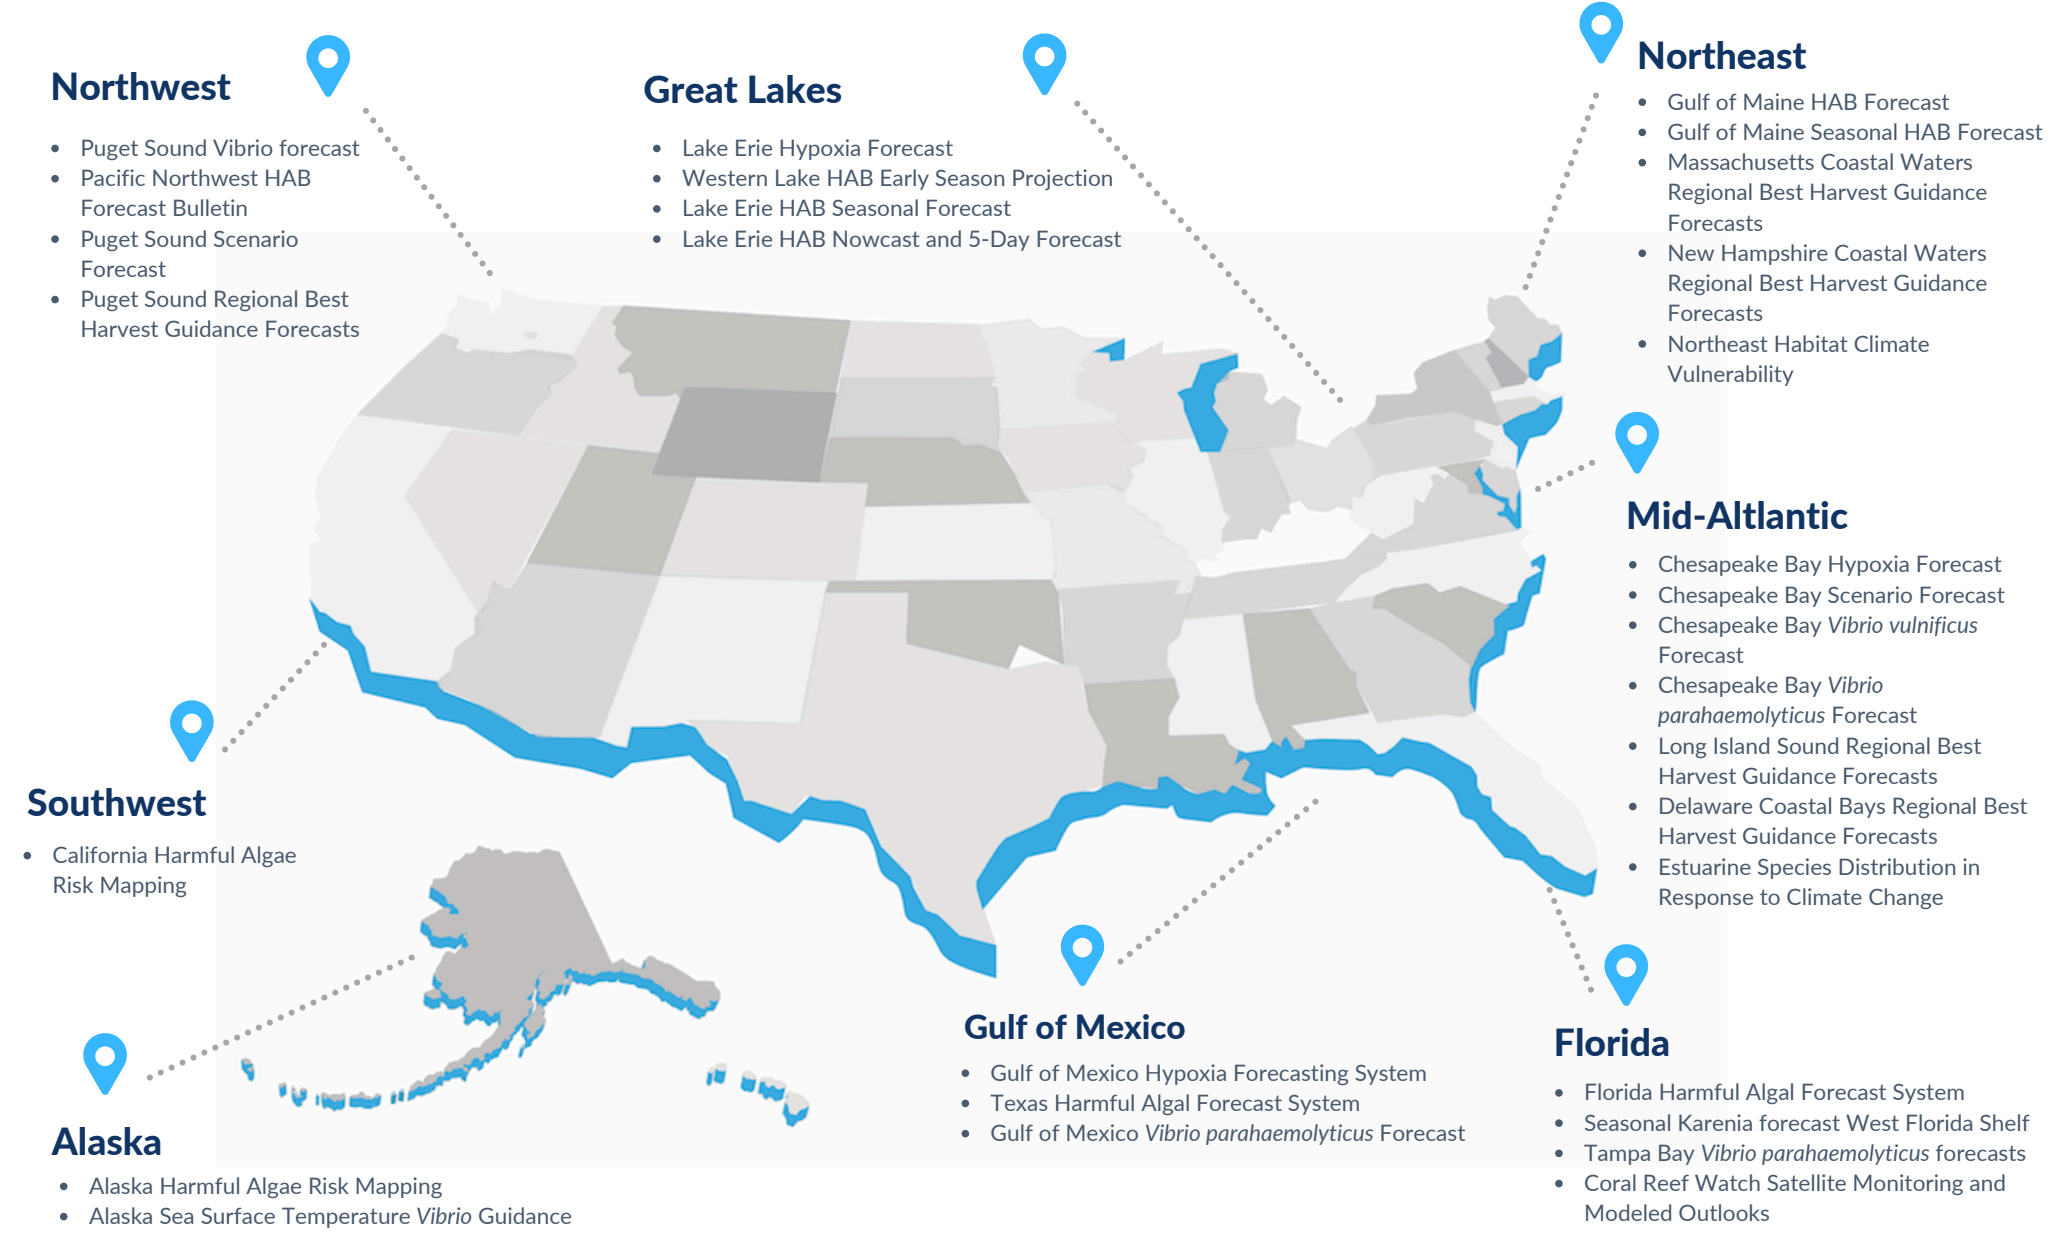 Northwest
• Puget Sound Vibrio forecast
• Pacific Northwest HAB
Forecast Bulletin
• Puget Sound Scenario
Forecast
• Puget Sound Regional Best
Harvest Guidance Forecasts
Great Lakes
• Lake Erie Hypoxia Forecast
• Western Lake HAB Early Season Projection
• Lake Erie HAB Seasonal Forecast
• Lake Erie HAB Nowcast and 5-Day Forecast
Northeast
• Gulf of Maine HAB Forecast
• Gulf of Maine Seasonal HAB Forecast
• Massachusetts Coastal Waters
Regional Best Harvest Guidance
Forecasts
• New Hampshire Coastal Waters
Regional Best Harvest Guidance
Forecasts
• Northeast Habitat Climate
Vulnerability
Mid-Altlantic
• Chesapeake Bay Hypoxia Forecast
• Chesapeake Bay Scenario Forecast
• Chesapeake Bay Vibrio vulnificus
Forecast
• Chesapeake Bay Vibrio
parahaemolyticus Forecast
• Long Island Sound Regional Best
Harvest Guidance Forecasts
• Delaware Coastal Bays Regional Best
Harvest Guidance Forecasts
• Estuarine Species Distribution in
Response to Climate Change
Southwest
• California Harmful Algae
Risk Mapping
Alaska
• Alaska Harmful Algae Risk Mapping
• Alaska Sea Surface Temperature Vibrio Guidance
Gulf of Mexico
• Gulf of Mexico Hypoxia Forecasting System
• Texas Harmful Algal Forecast System
• Gulf of Mexico Vibrio parahaemolyticus Forecast
Florida
• Florida Harmful Algal Forecast System
• Seasonal Karenia forecast West Florida Shelf
• Tampa Bay Vibrio parahaemolyticus forecasts
• Coral Reef Watch Satellite Monitoring and
Modeled Outlooks